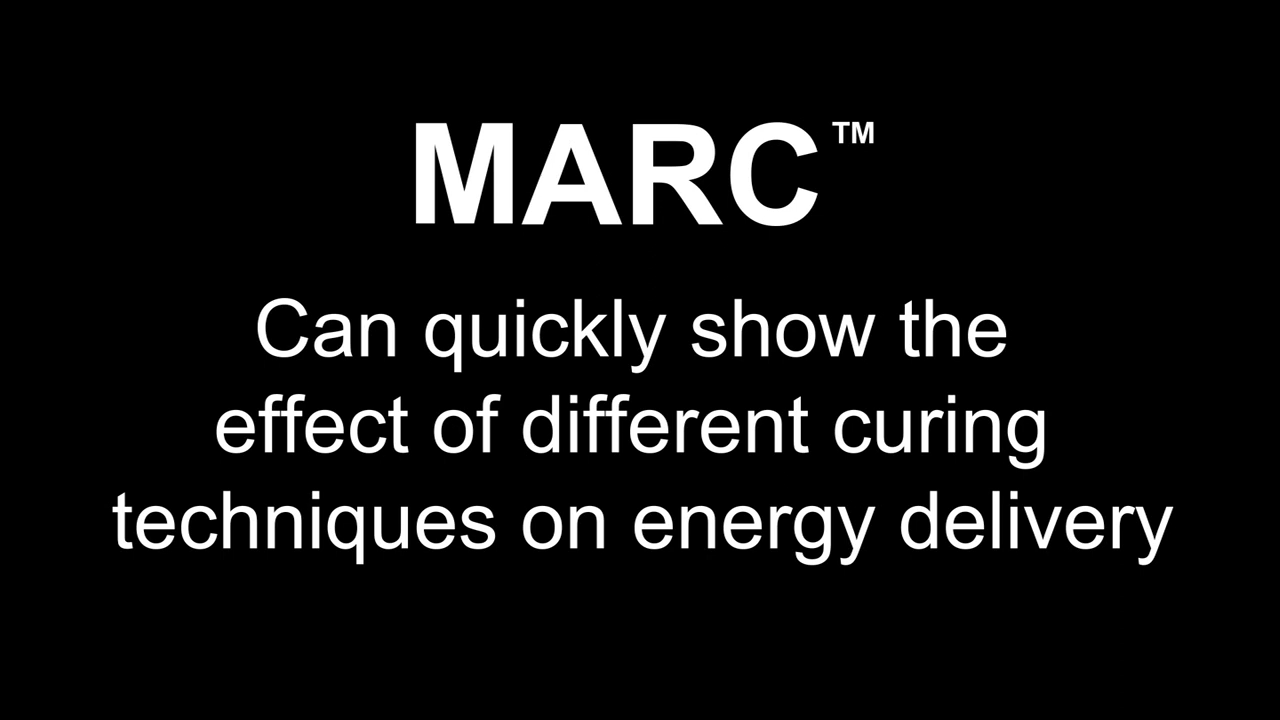 MARC™
Can quickly show the
effect of different curing
techniques on energy delivery